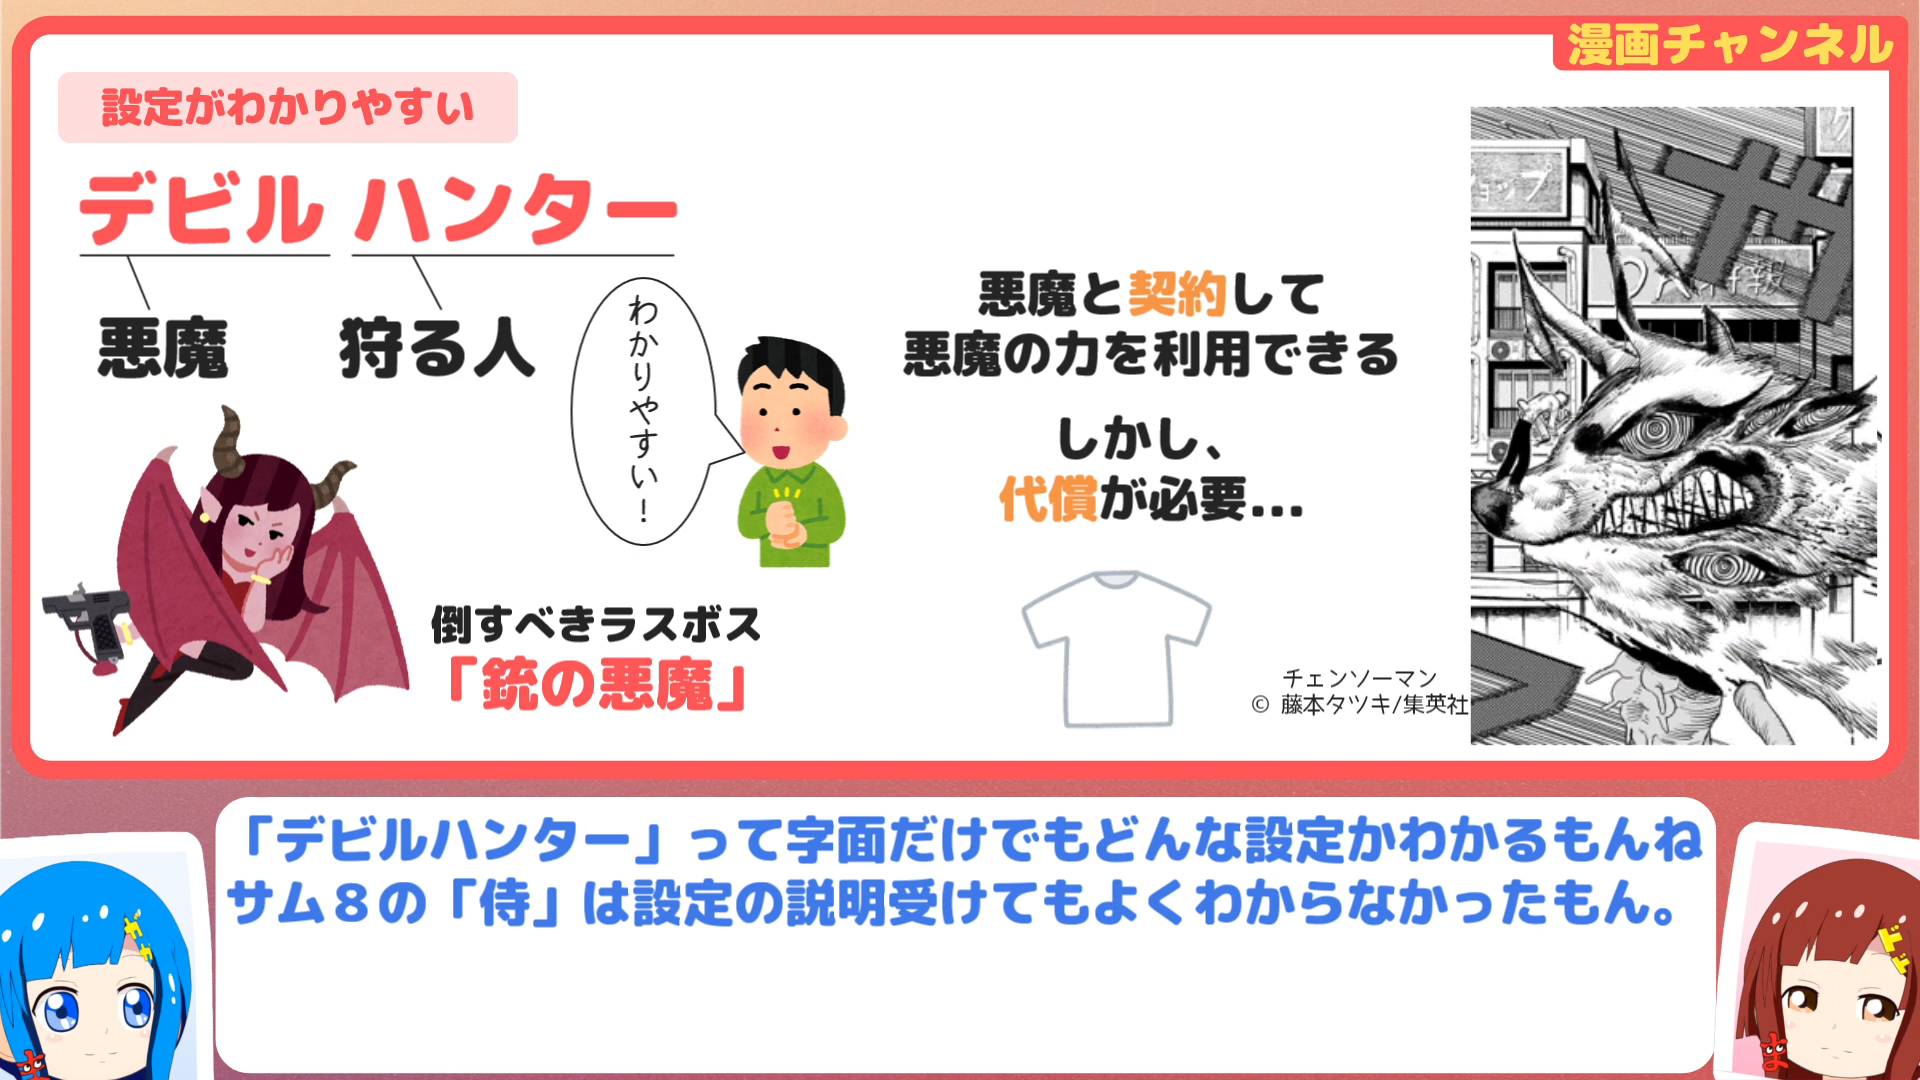 漫画チャンネル
設定がわかりやすい
デビル ハンター
悪魔
狩る人
わかりやすい！
倒すべきラスボス
「銃の悪魔」
悪魔と契約して
悪魔の力を利用できる
しかし、
代償が必要...
チェンソーマン
© 藤本タツキ/集英社
「デビルハンター」って字面だけでもどんな設定かわかるもんね
サム８の「侍」は設定の説明受けてもよくわからなかったもん。